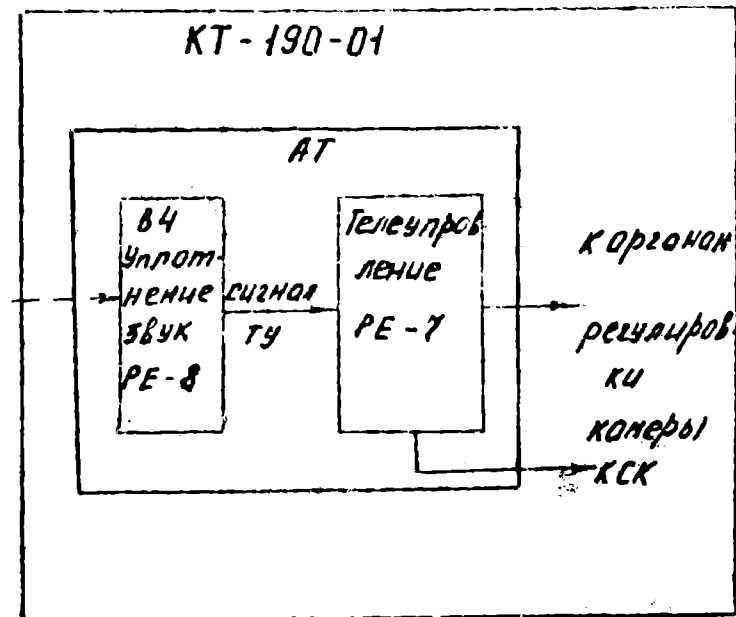 КТ-190-01
АТ
ВЧ
Уплот-
нение
звук
РЕ-8
сигнал
ТУ
Телеупров
ление
РЕ-7
к органам
регулиров-
ки
камеры
КСК